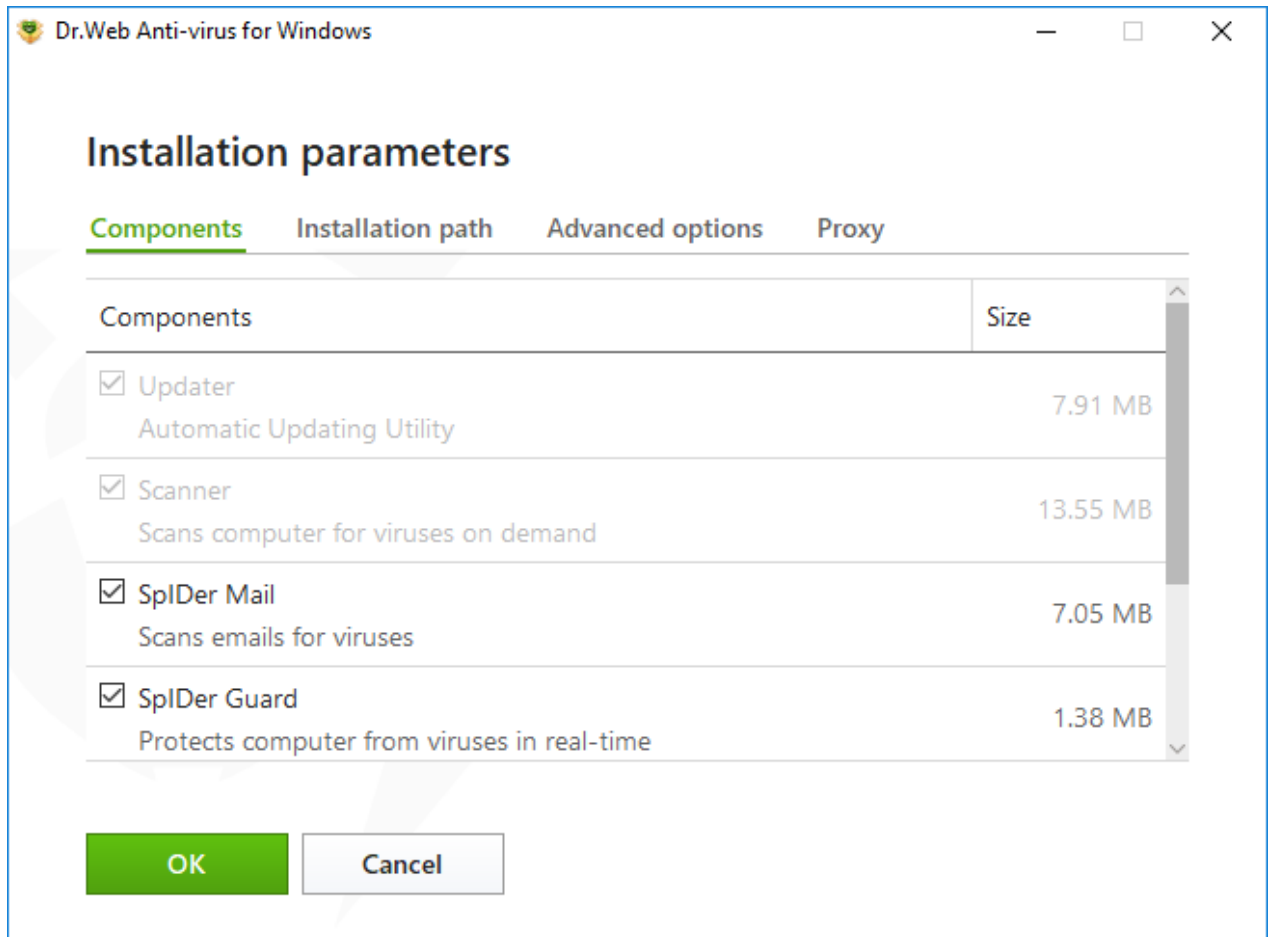 Dr.Web Anti-virus for Windows
Installation parameters
Components Installation path Advanced options Proxy
Components Size
Updater
7.91 MB
Automatic Updating Utility
Scanner
13.55 MB
Scans computer for viruses on demand
SpIDer Mail
7.05 MB
Scans emails for viruses
SpIDer Guard
1.38 MB
Protects computer from viruses in real-time
OK Cancel